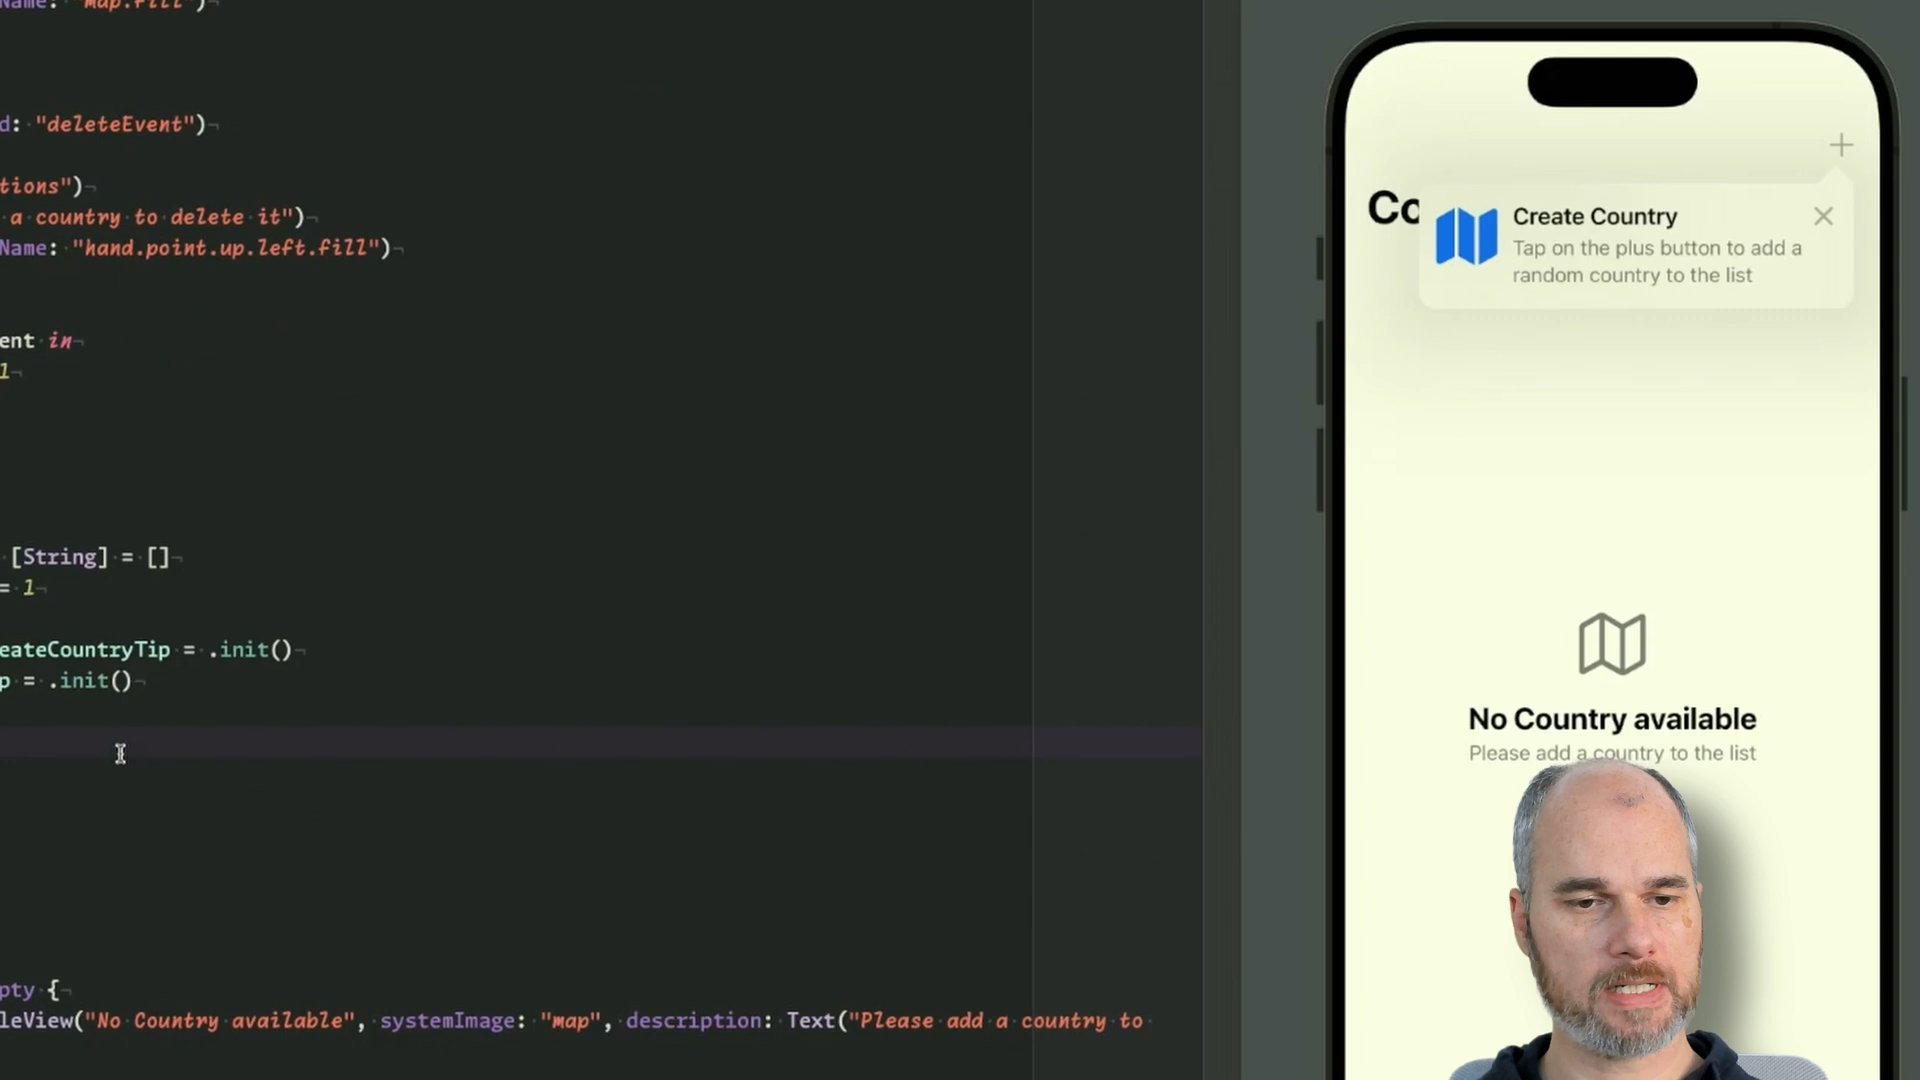 Name: "map.fill")
d: "deleteEvent")
tions")
a country to delete it")
Name: "hand.point.up.left.fill")
ent in
1
[String] = []
= 1
eateCountryTip = .init()
p = .init()
pty {
leView("No Country available", systemImage: "map", description: Text("Please add a country to
Co
Create Country
Tap on the plus button to add a
random country to the list
No Country available
Please add a country to the list